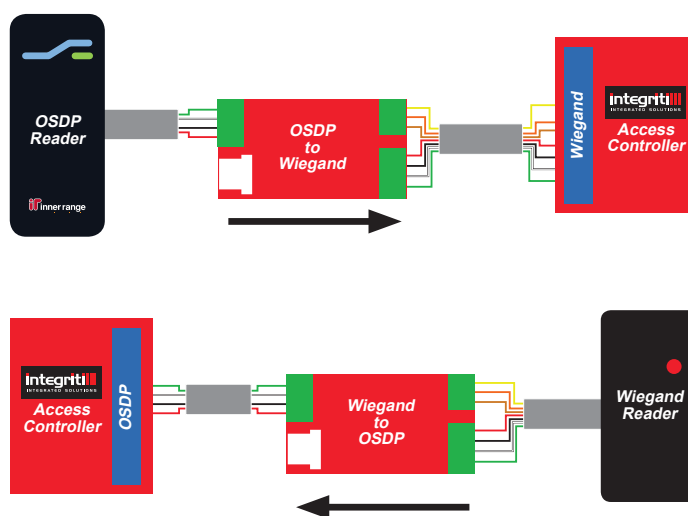 OSDP
Reader
inner range
OSDP
to
Wiegand
Wiegand
integriti
INTEGRATED SOLUTIONS
Access
Controller
integriti
INTEGRATED SOLUTIONS
Access
Controller
OSDP
Wiegand
to
OSDP
Wiegand
Reader